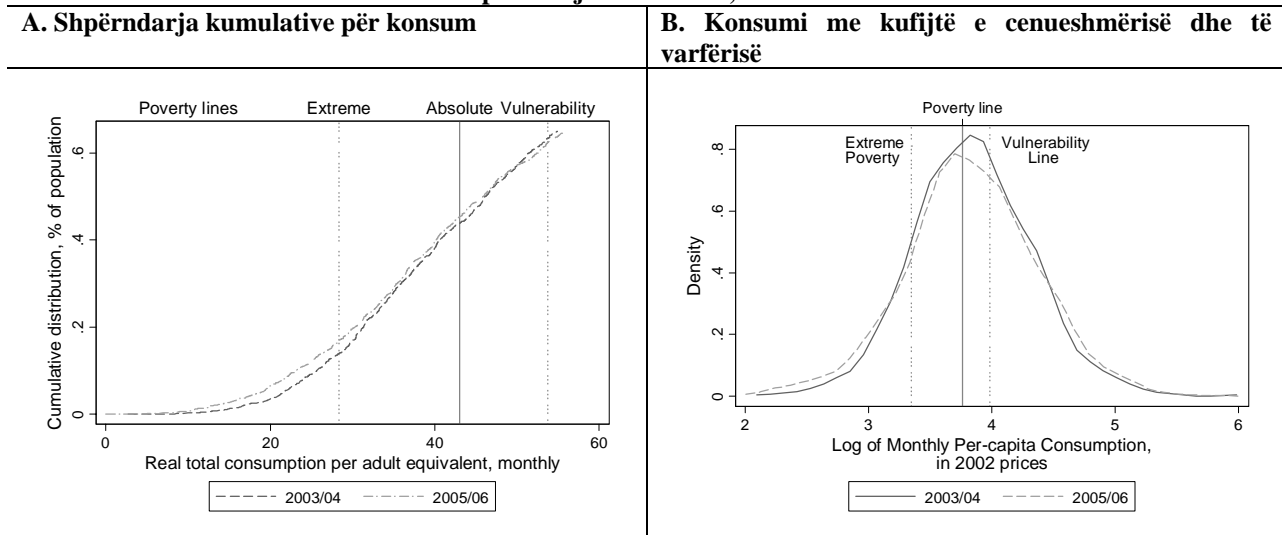 A. Shpërndarja kumulative për konsum
B. Konsumi me kufijtë e cenueshmërisë dhe të
varfërisë
Poverty lines Extreme Absolute Vulnerability
Cumulative distribution, % of population
.6
.4
.2
0
0 20 40 60
Real total consumption per adult equivalent, monthly
2003/04 2005/06
Poverty line
Extreme
Poverty
Vulnerability
Line
Density
.8
.6
.4
.2
0
2 3 4 5 6
Log of Monthly Per-capita Consumption,
in 2002 prices
2003/04 2005/06